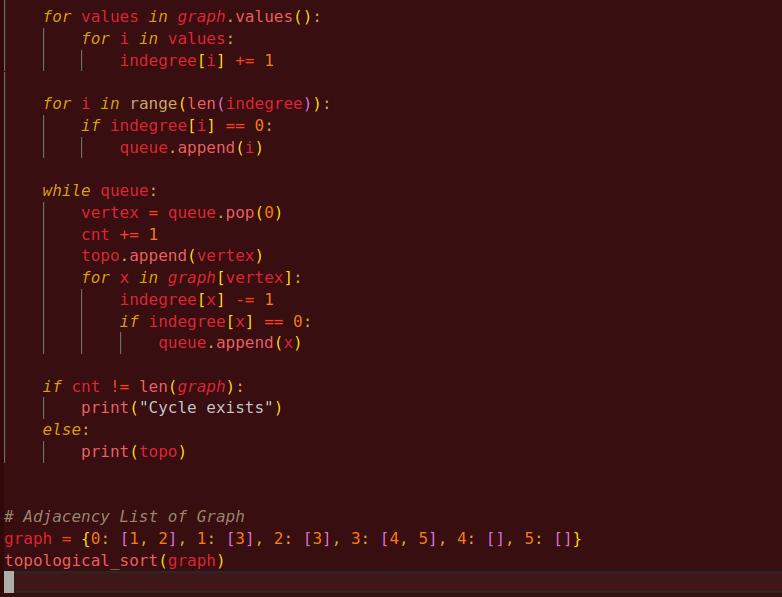 for values in graph.values():
for i in values:
indegree[i] += 1
for i in range(len(indegree)):
if indegree[i] == 0:
queue.append(i)
while queue:
vertex = queue.pop(0)
cnt += 1
topo.append(vertex)
for x in graph[vertex]:
indegree[x] -= 1
if indegree[x] == 0:
queue.append(x)
if cnt != len(graph):
print("Cycle exists")
else:
print(topo)
# Adjacency List of Graph
graph = {0: [1, 2], 1: [3], 2: [3], 3: [4, 5], 4: [], 5: []}
topological_sort(graph)